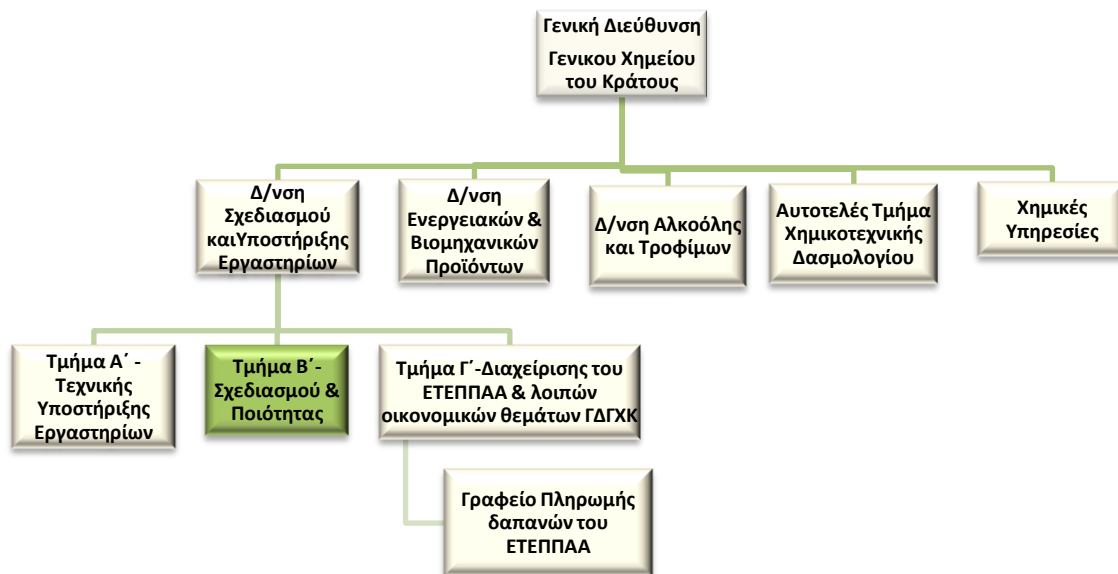 Γενική Διεύθυνση
Γενικου Χημείου
του Κράτους
Δ/νση
Σχεδιασμού
καιΥποστήριξης
Εργαστηρίων
Δ/νση
Ενεργειακών &
Βιομηχανικών
Προϊόντων
Δ/νση Αλκοόλης
και Τροφίμων
Αυτοτελές Τμήμα
Χημικοτεχνικής
Δασμολογίου
Χημικές
Υπηρεσίες
Τμήμα Α΄ -
Τεχνικής
Υποστήριξης
Εργαστηρίων
Τμήμα Β΄-
Σχεδιασμού &
Ποιότητας
Τμήμα Γ΄-Διαχείρισης του
ΕΤΕΠΠΑΑ & λοιπών
οικονομικών θεμάτων ΓΔΓΧΚ
Γραφείο Πληρωμής
δαπανών του
ΕΤΕΠΠΑΑ